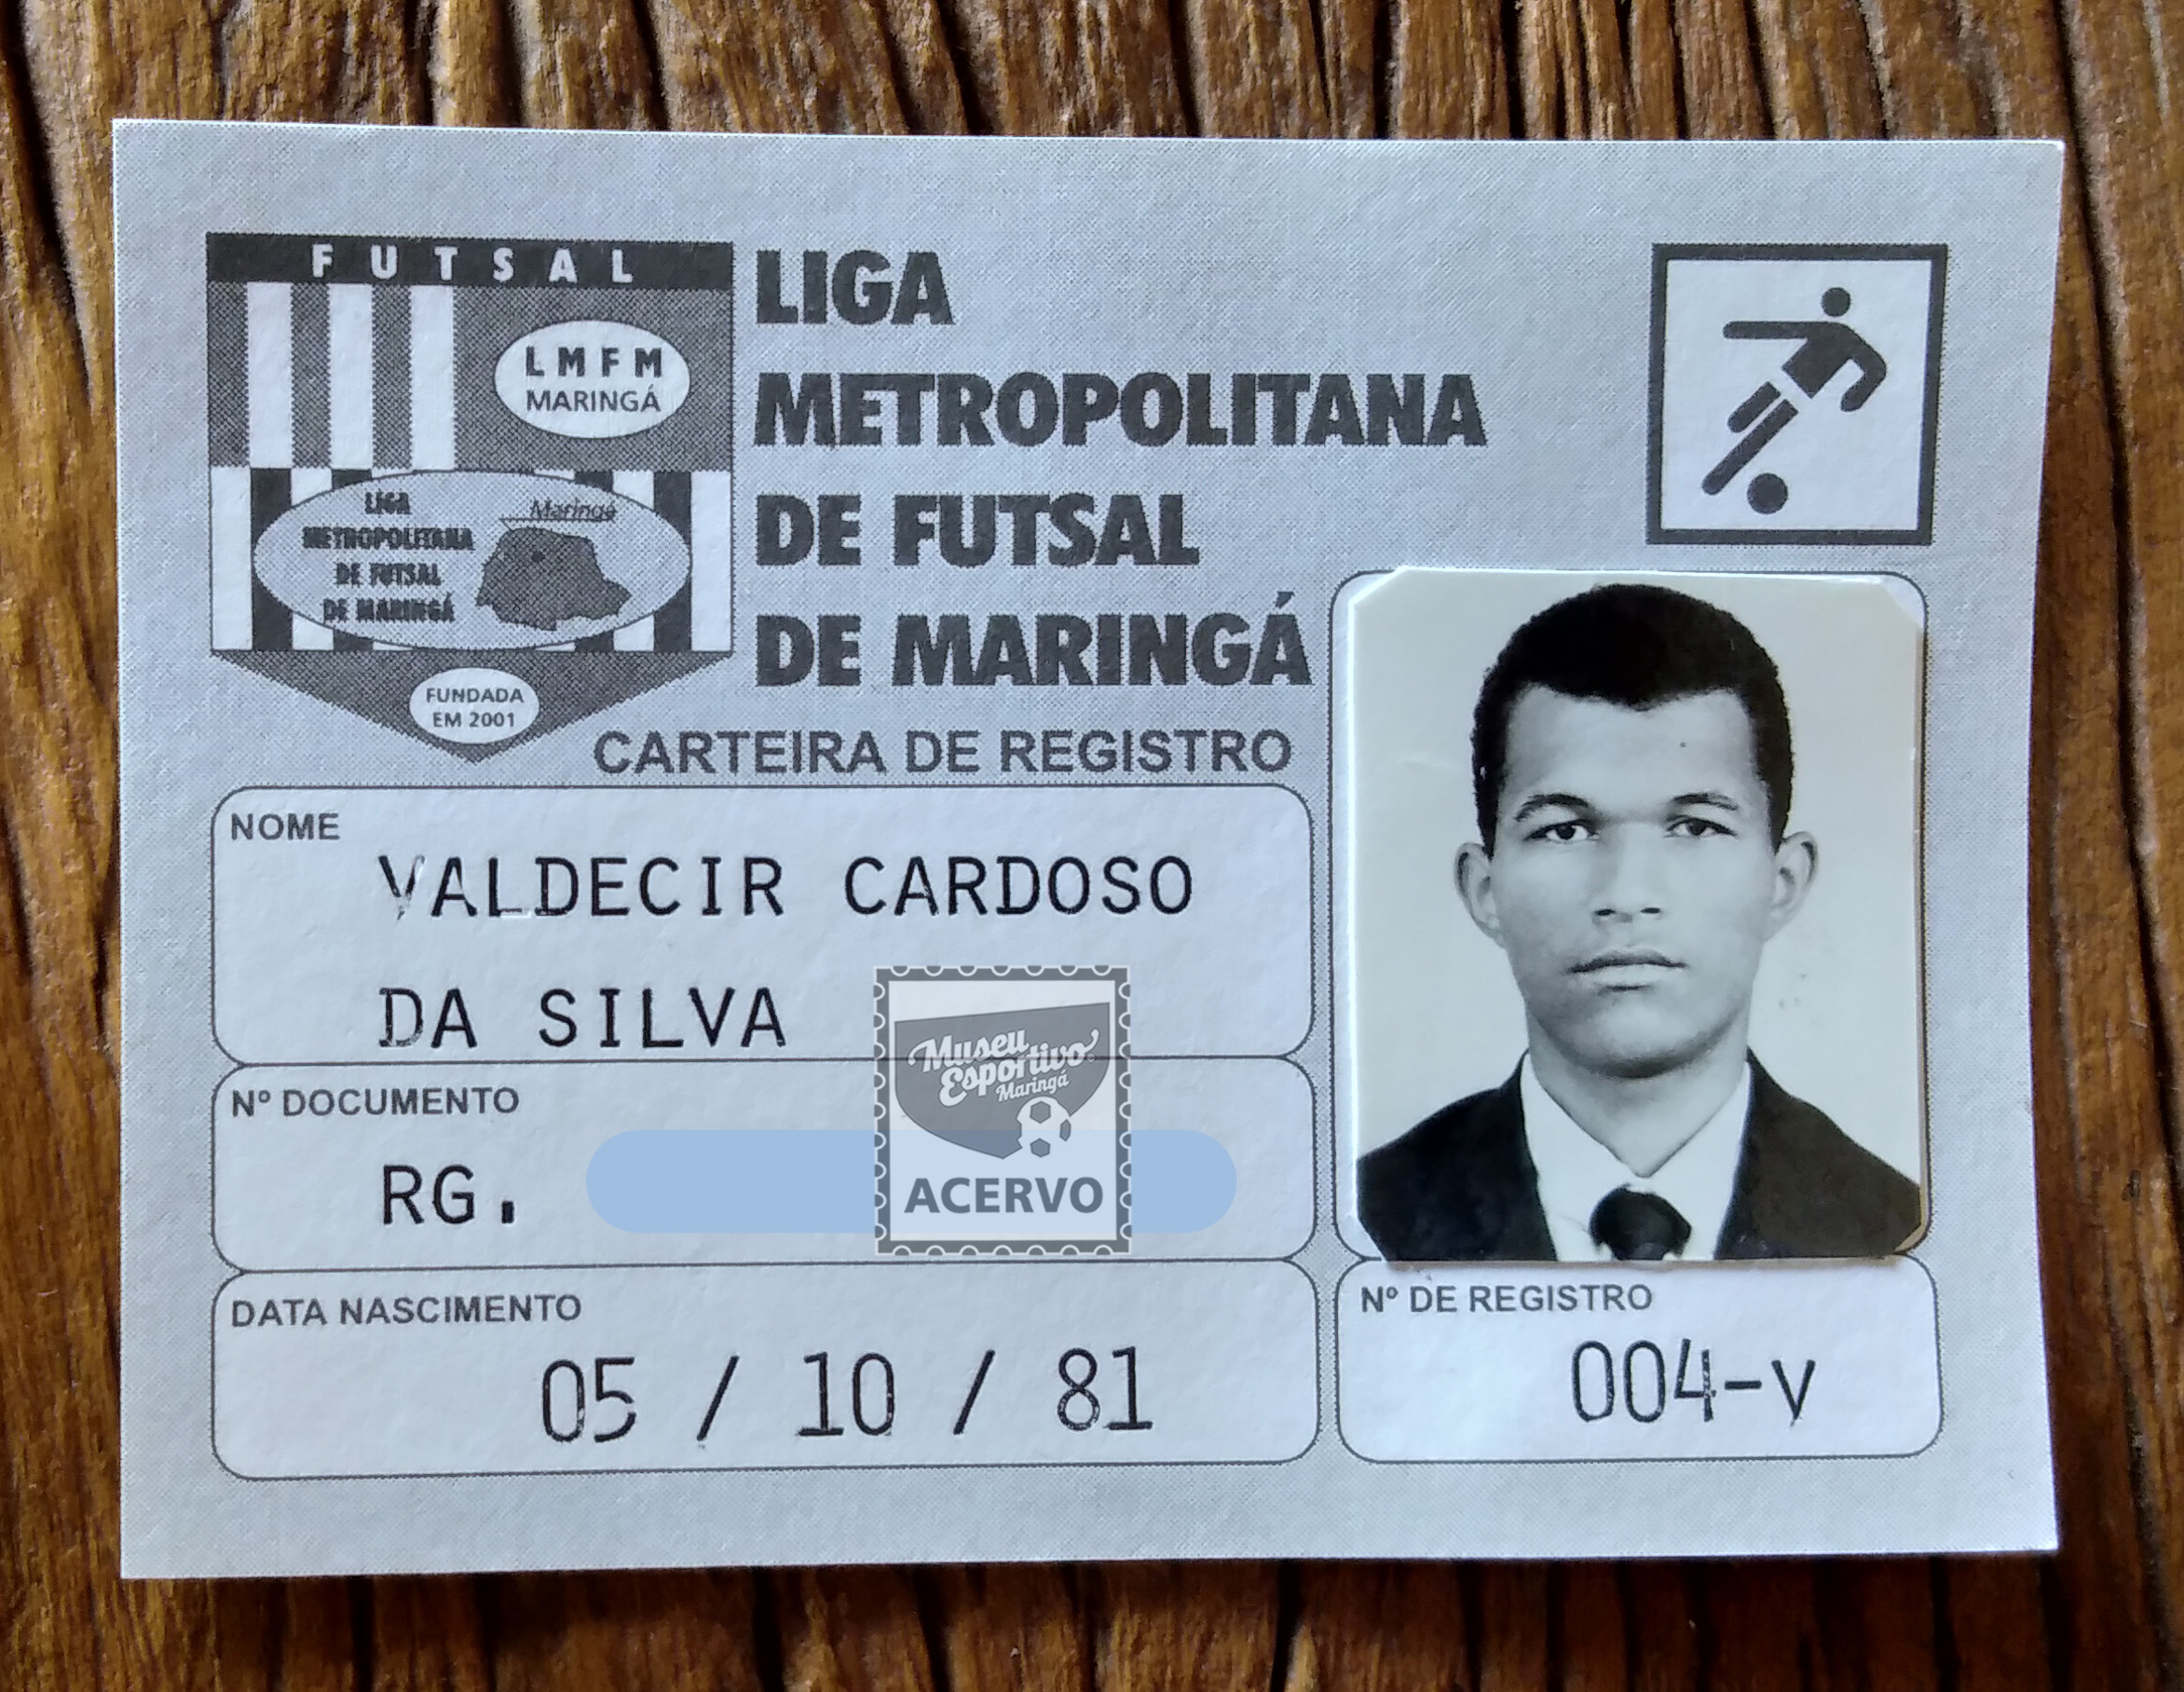 FUTSAL
LMFM
MARINGÁ
LIGA
METROPOLITANA
DE FUTSAL
DE MARINGÁ
Maringá
FUNDADA
EM 2001
LIGA
METROPOLITANA
DE FUTSAL
DE MARINGÁ
CARTEIRA DE REGISTRO
NOME
VALDECIR CARDOSO
DA SILVA
Nº DOCUMENTO
RG.
Museu
Esportivo
Maringá
ACERVO
DATA NASCIMENTO
05 / 10 / 81
Nº DE REGISTRO
004-v